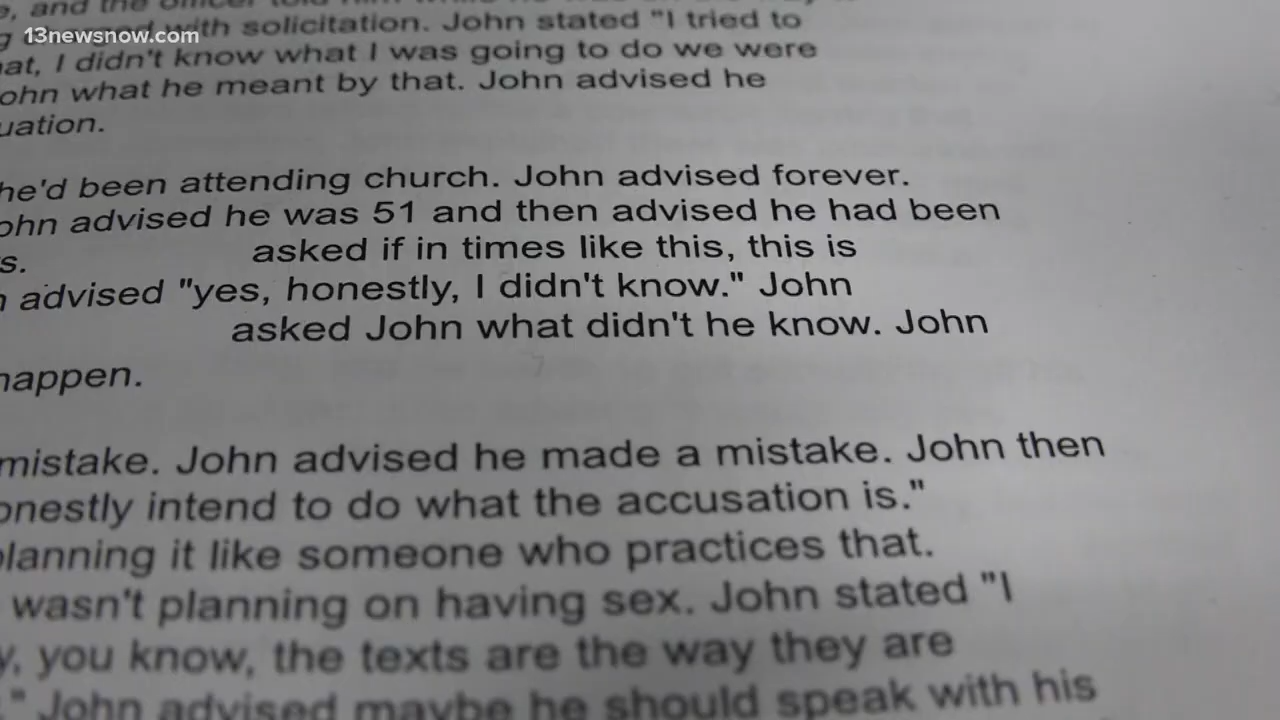 13newsnow.com
, and the officer told him
with solicitation. John stated "I tried to
I didn't know what I was going to do we were
what he meant by that. John advised he
he'd been attending church. John advised forever.
advised he was 51 and then advised he had been
asked if in times like this, this is
s.
advised "yes, honestly, I didn't know." John
asked John what didn't he know. John
happen.
mistake. John advised he made a mistake. John then
intend to do what the accusation is."
planning it like someone who practices that.
wasn't planning on having sex. John stated "I
you know, the texts are the way they are
" John advised maybe he should speak with his